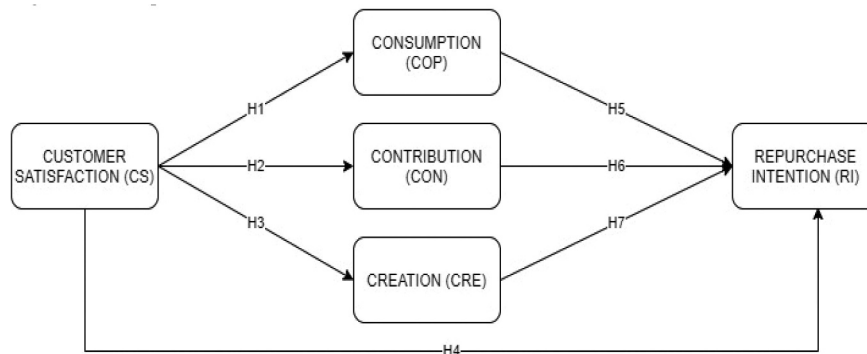 CONSUMPTION
(COP)
H1
H5
CUSTOMER
SATISFACTION (CS)
H2
CONTRIBUTION
(CON)
H6
REPURCHASE
INTENTION (RI)
H3
H7
CREATION (CRE)
H4